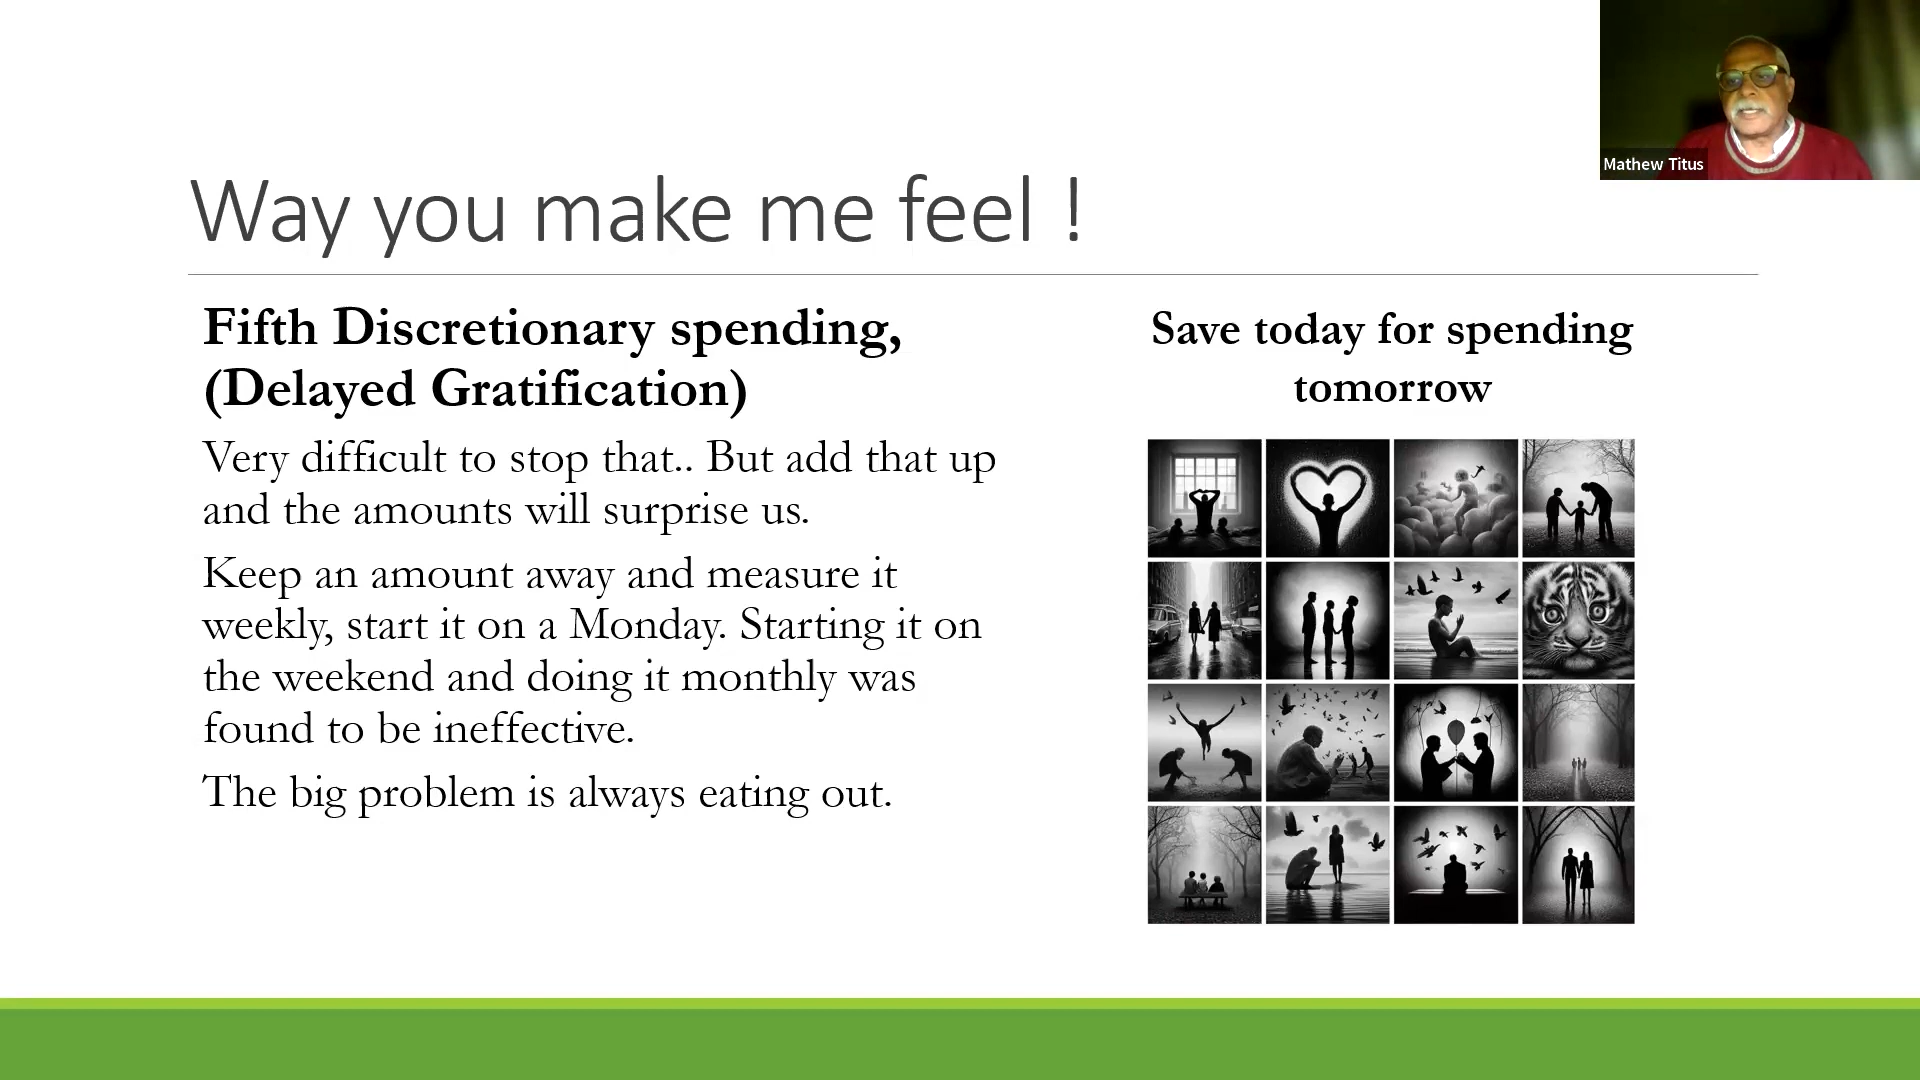 Mathew Titus
Way you make me feel !
Fifth Discretionary spending,
(Delayed Gratification)
Very difficult to stop that.. But add that up
and the amounts will surprise us.
Keep an amount away and measure it
weekly, start it on a Monday. Starting it on
the weekend and doing it monthly was
found to be ineffective.
The big problem is always eating out.
Save today for spending
tomorrow